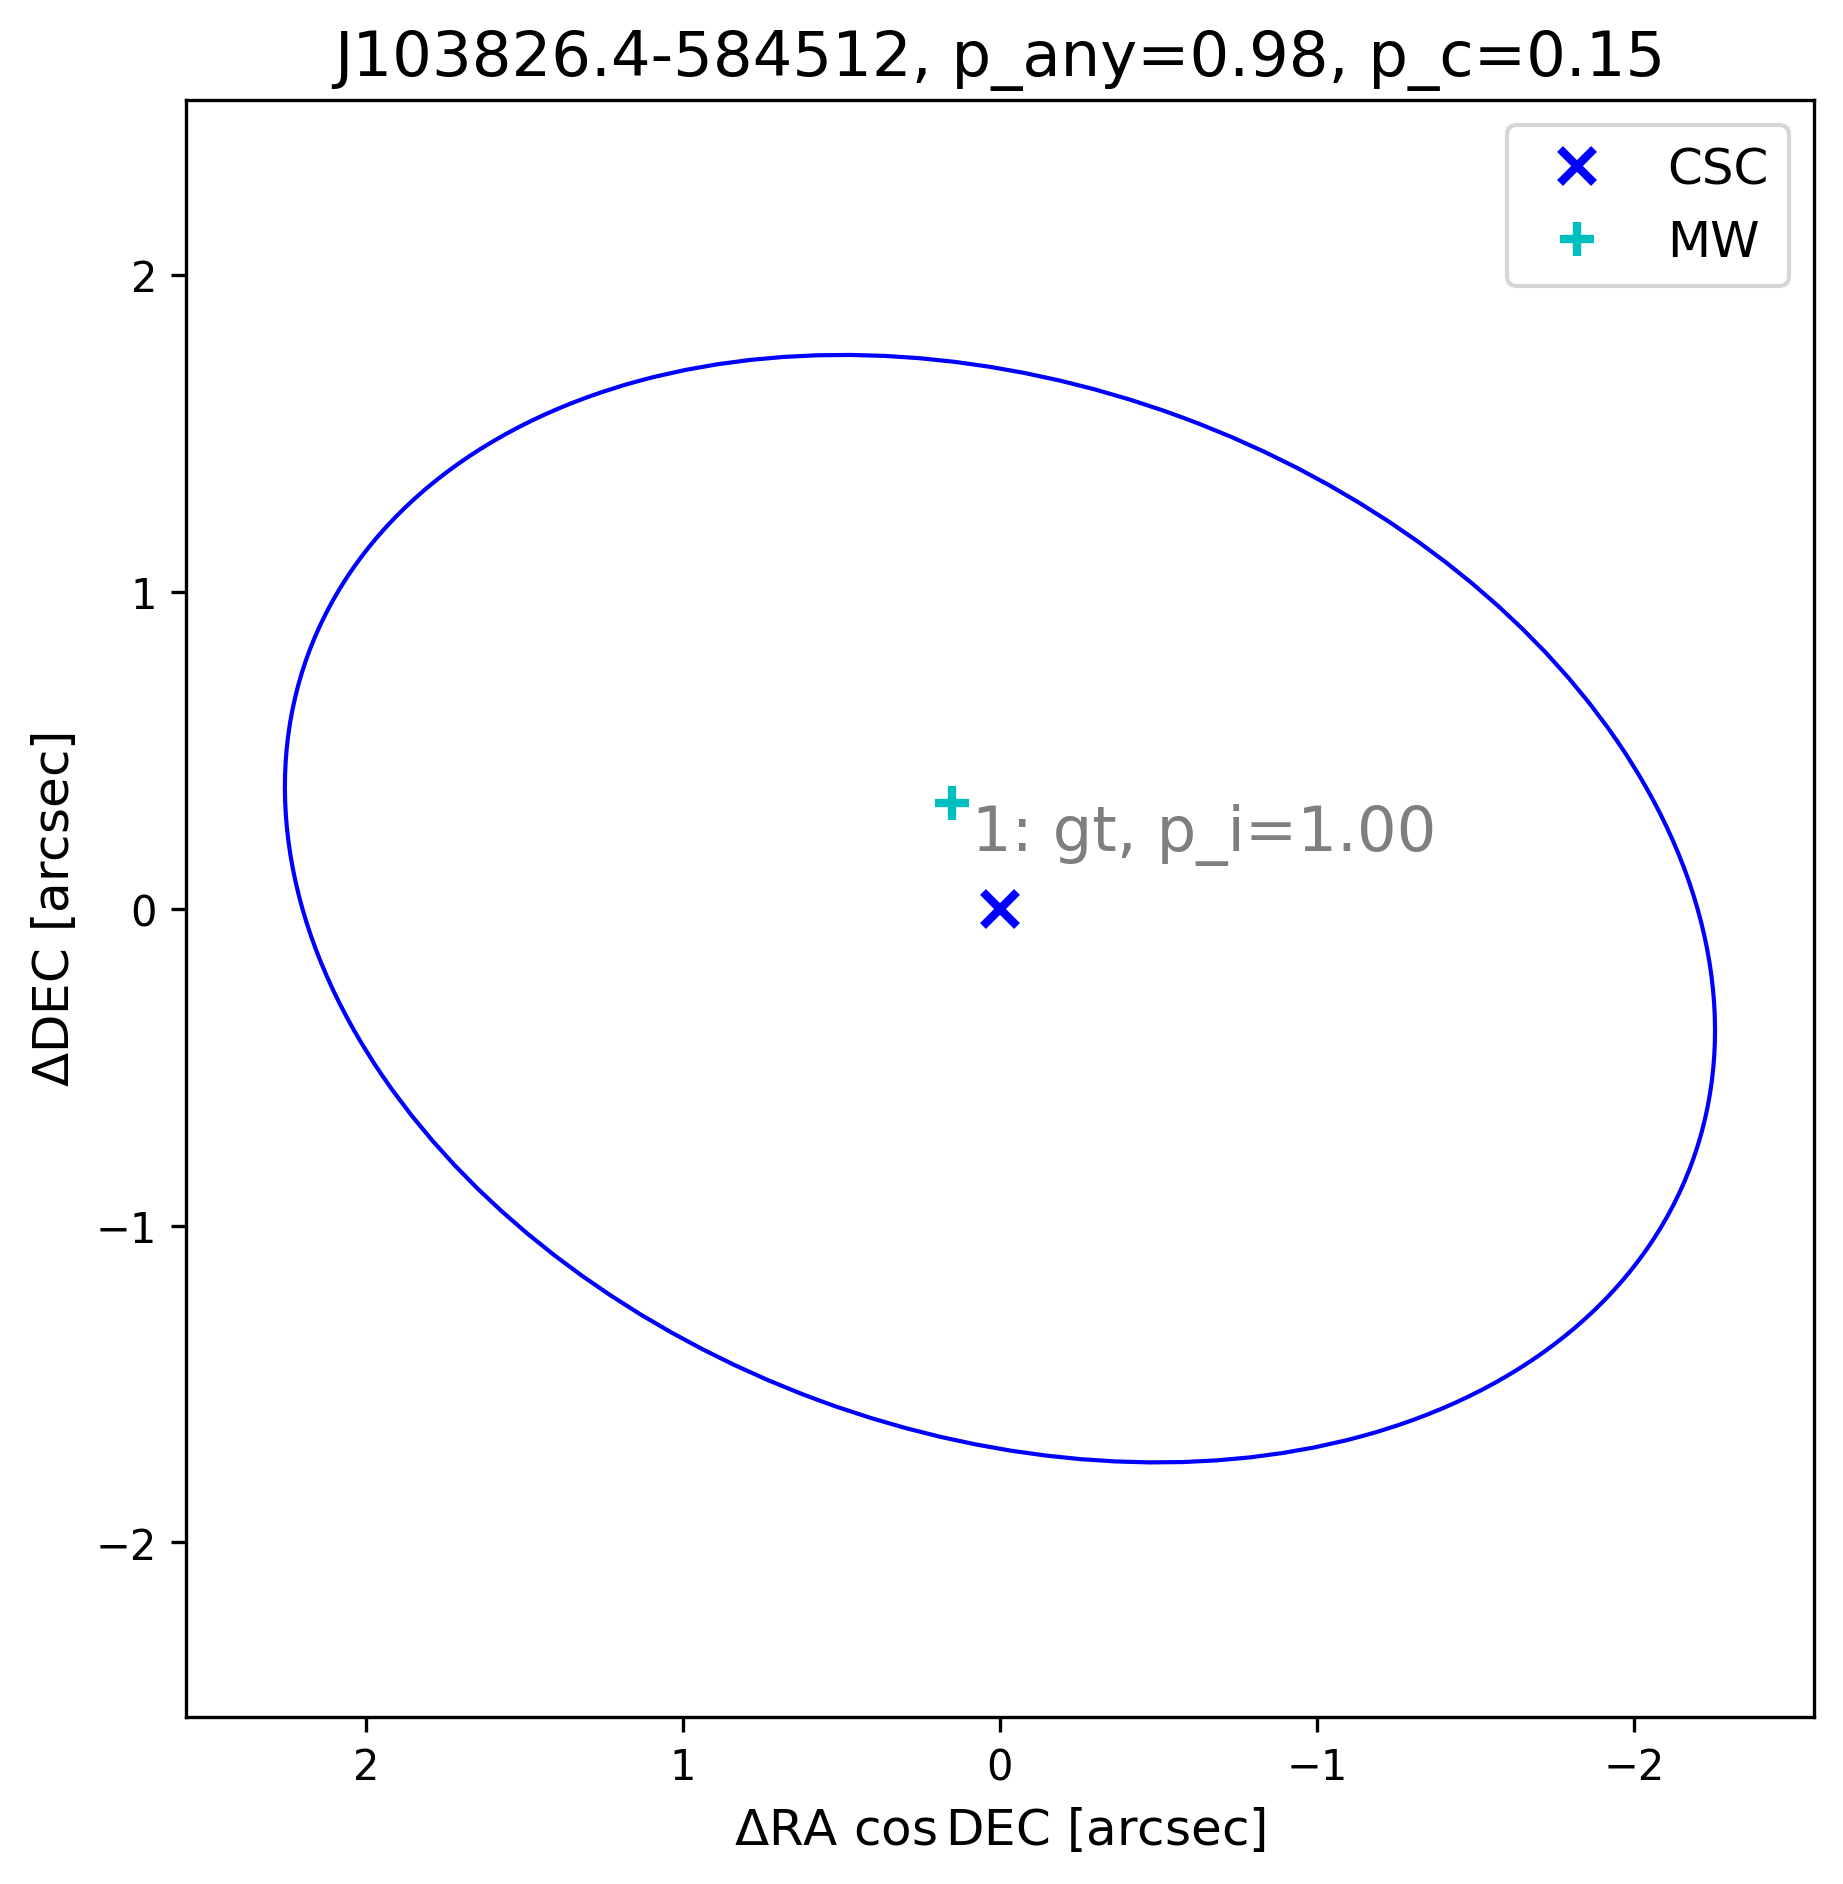 J103826.4-584512, p_any=0.98, p_c=0.15
CSC
MW
2
1
0
−1
−2
1: gt, p_i=1.00
2
1
0
−1
−2
ΔDEC [arcsec]
ΔRA cos DEC [arcsec]